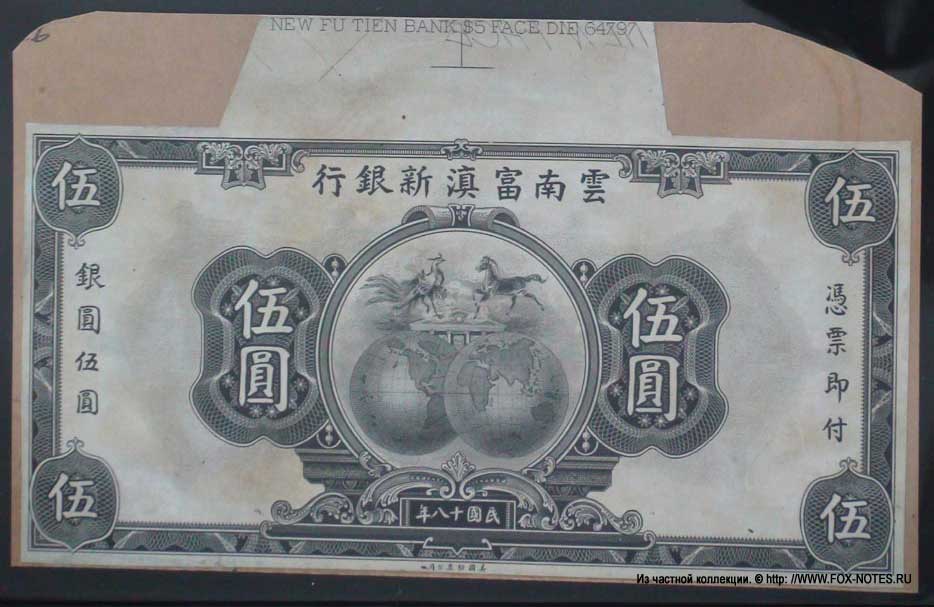 NEW FU TIEN BANK $5 FACE DIE 64797
雲南富滇新銀行
伍
伍
憑票即付
伍圓
伍圓
銀圓伍圓
伍
伍
民國十八年
Из частной коллекции. © http: //WWW.FOX-NOTES.RU